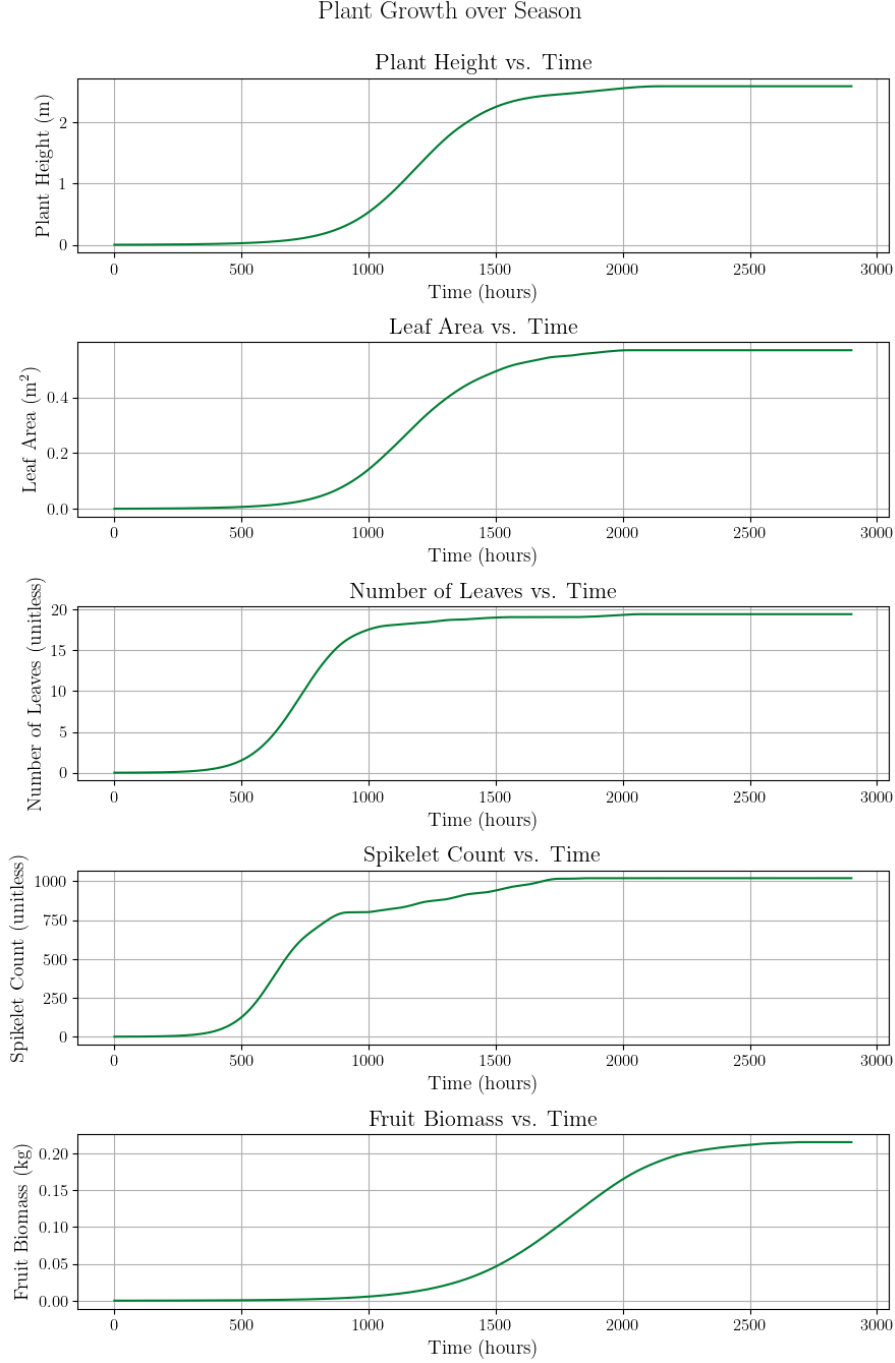 Plant Growth over Season
Plant Height vs. Time
Plant Height (m)
2
1
0
0 500 1000 1500 2000 2500 3000
Time (hours)
Leaf Area vs. Time
Leaf Area (m²)
0.4
0.2
0.0
0 500 1000 1500 2000 2500 3000
Time (hours)
Number of Leaves vs. Time
Number of Leaves (unitless)
20
15
10
5
0
0 500 1000 1500 2000 2500 3000
Time (hours)
Spikelet Count vs. Time
Spikelet Count (unitless)
1000
750
500
250
0
0 500 1000 1500 2000 2500 3000
Time (hours)
Fruit Biomass vs. Time
Fruit Biomass (kg)
0.20
0.15
0.10
0.05
0.00
0 500 1000 1500 2000 2500 3000
Time (hours)